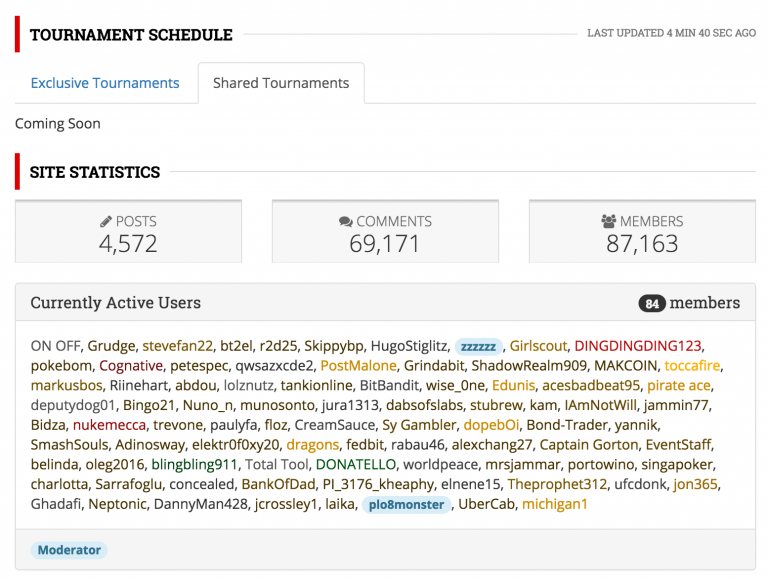 TOURNAMENT SCHEDULE
LAST UPDATED 4 MIN 40 SEC AGO
Exclusive Tournaments
Shared Tournaments
Coming Soon
SITE STATISTICS
POSTS
4,572
COMMENTS
69,171
MEMBERS
87,163
Currently Active Users
84 members
ON OFF, Grudge, stevefan22, bt2el, r2d25, Skippybp, HugoStiglitz, zzzzzz, Girlscout, DINGDINGDING123,
pokebom, Cognative, petespec, qwsazxcde2, PostMalone, Grindabit, ShadowRealm909, MAKCOIN, toccafire,
markusbos, Riinehart, abdou, lolznutz, tankionline, BitBandit, wise_0ne, Edunis, acesbadbeat95, pirate ace,
deputydog01, Bingo21, Nuno_n, munosonto, jura1313, dabsofslabs, stubrew, kam, IAmNotWill, jammin77,
Bidza, nukemecca, trevone, paulyfa, floz, CreamSauce, Sy Gambler, dopebOi, Bond-Trader, yannik,
SmashSouls, Adinosway, elektr0f0xy20, dragons, fedbit, rabau46, alexchang27, Captain Gorton, EventStaff,
belinda, oleg2016, blingbling911, Total Tool, DONATELLO, worldpeace, mrsjammar, portowino, singapoker,
charlotta, Sarrafoglu, concealed, BankOfDad, PI_3176_kheaphy, elnene15, Theprophet312, ufcdonk, jon365,
Ghadafi, Neptonic, DannyMan428, jcrossley1, laika, plo8monster, UberCab, michigan1
Moderator